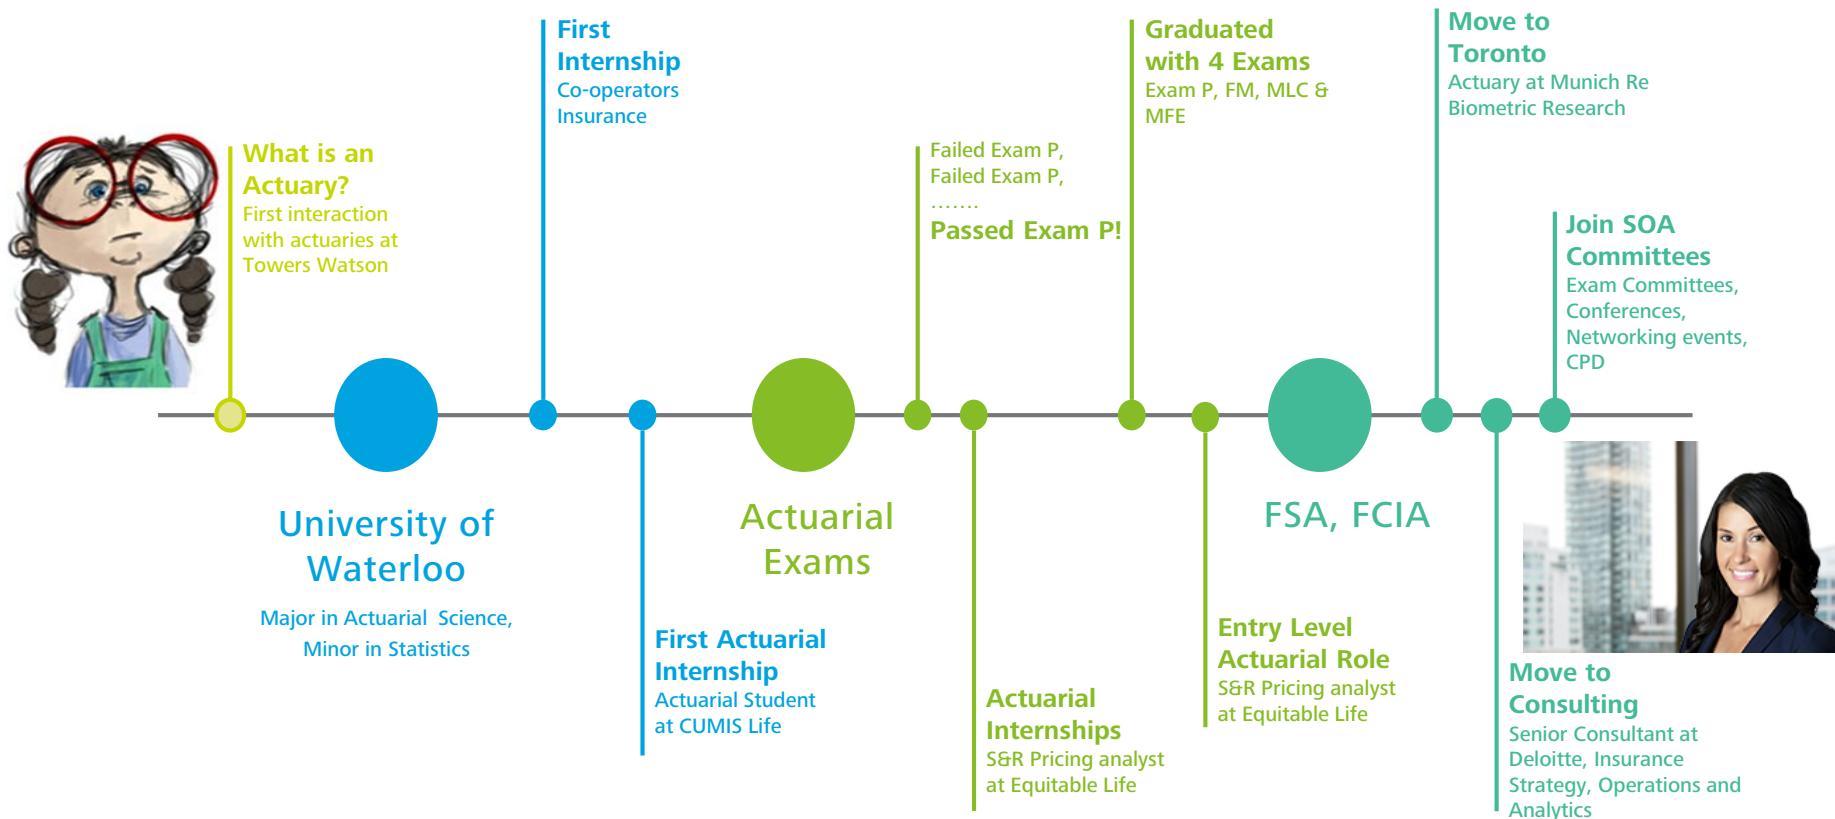 What is an
Actuary?
First interaction
with actuaries at
Towers Watson
University of
Waterloo
Major in Actuarial Science,
Minor in Statistics
First
Internship
Co-operators
Insurance
First Actuarial
Internship
Actuarial Student
at CUMIS Life
Actuarial
Exams
Failed Exam P,
Failed Exam P,
.......
Passed Exam P!
Actuarial
Internships
S&R Pricing analyst
at Equitable Life
Graduated
with 4 Exams
Exam P, FM, MLC &
MFE
Entry Level
Actuarial Role
S&R Pricing analyst
at Equitable Life
FSA, FCIA
Move to
Toronto
Actuary at Munich Re
Biometric Research
Move to
Consulting
Senior Consultant at
Deloitte, Insurance
Strategy, Operations and
Analytics
Join SOA
Committees
Exam Committees,
Conferences,
Networking events,
CPD